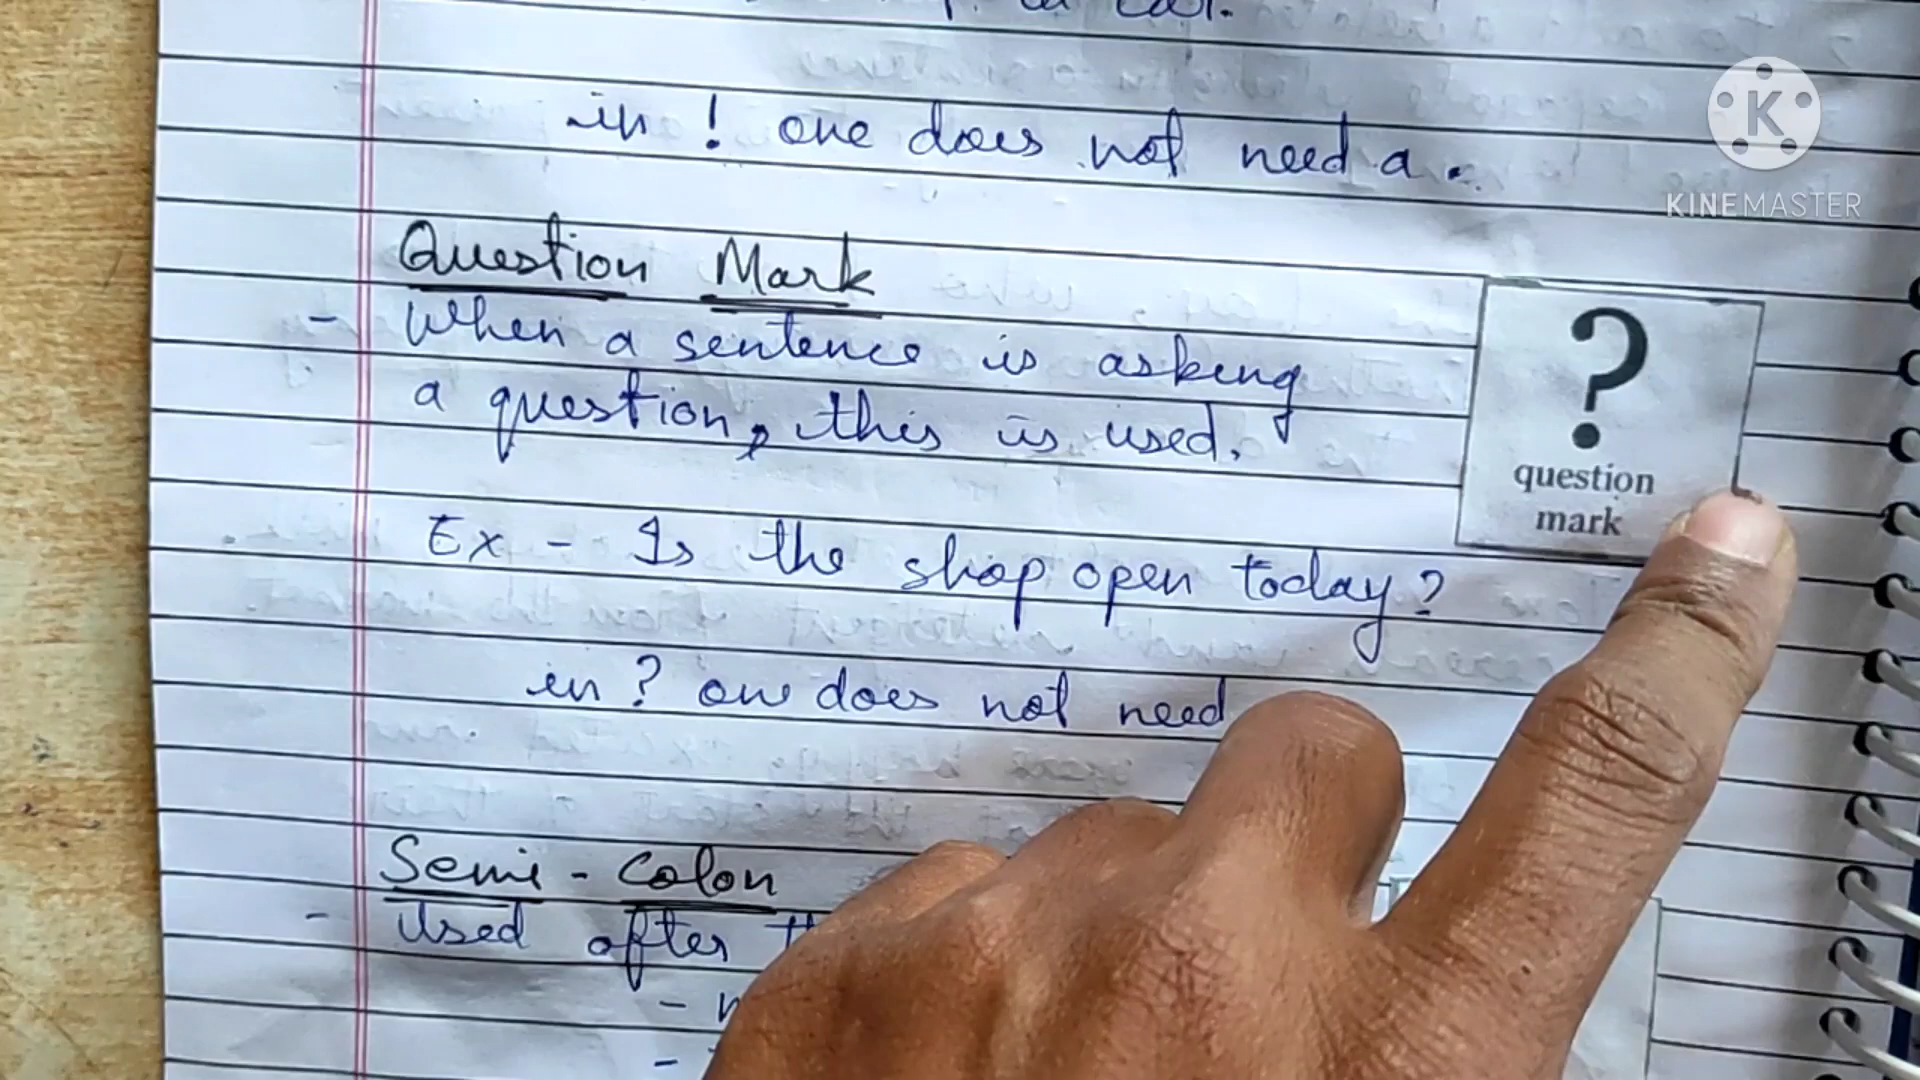 in ! one does not need a .
KINEMASTER
Question Mark
- When a sentence is asking
a question, this is used.
?
question
mark
Ex - Is the shop open today?
in ? one does not need
Semi - Colon
- Used after